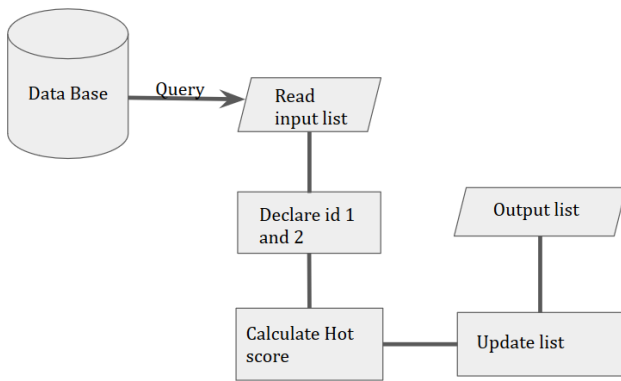 Data Base
Query
Read
input list
Declare id 1
and 2
Calculate Hot
score
Update list
Output list